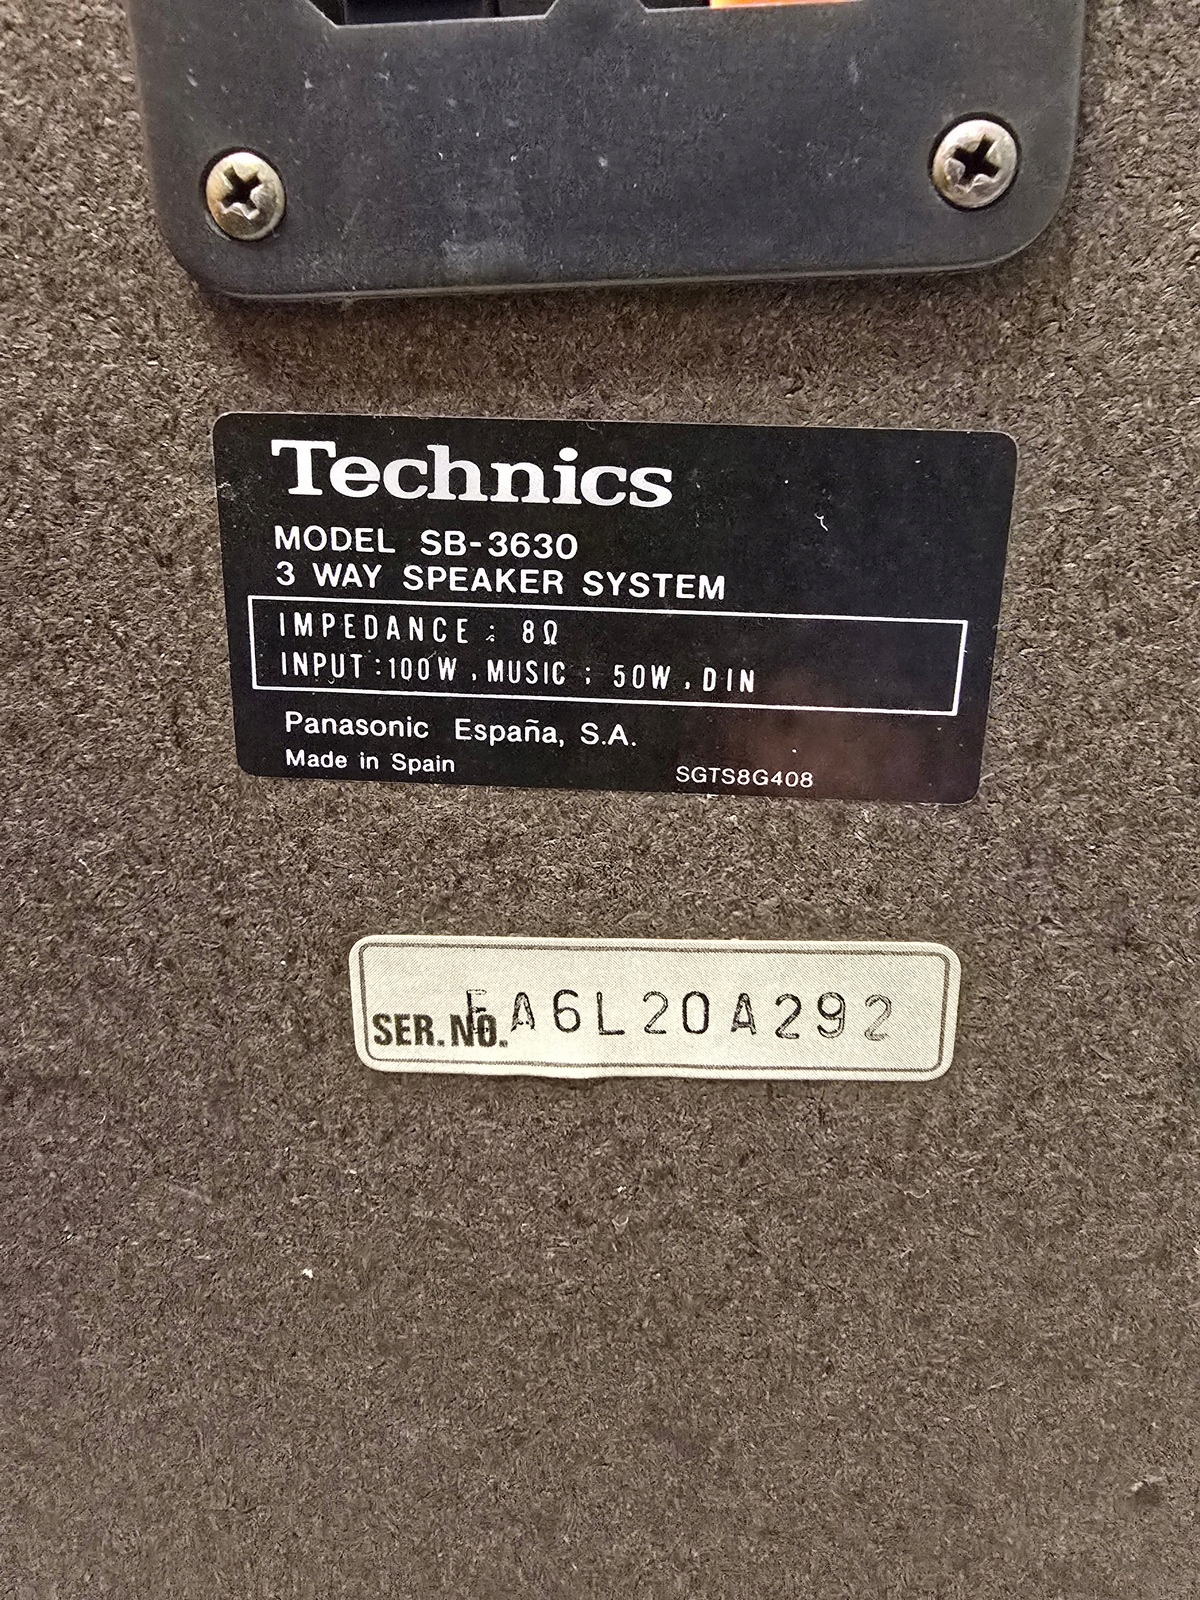 Technics
MODEL SB-3630
3 WAY SPEAKER SYSTEM
IMPEDANCE : 8Ω
INPUT : 100W , MUSIC ; 50W , DIN
Panasonic España, S.A.
Made in Spain SGTS8G408
SER. NO. FA6L20A292